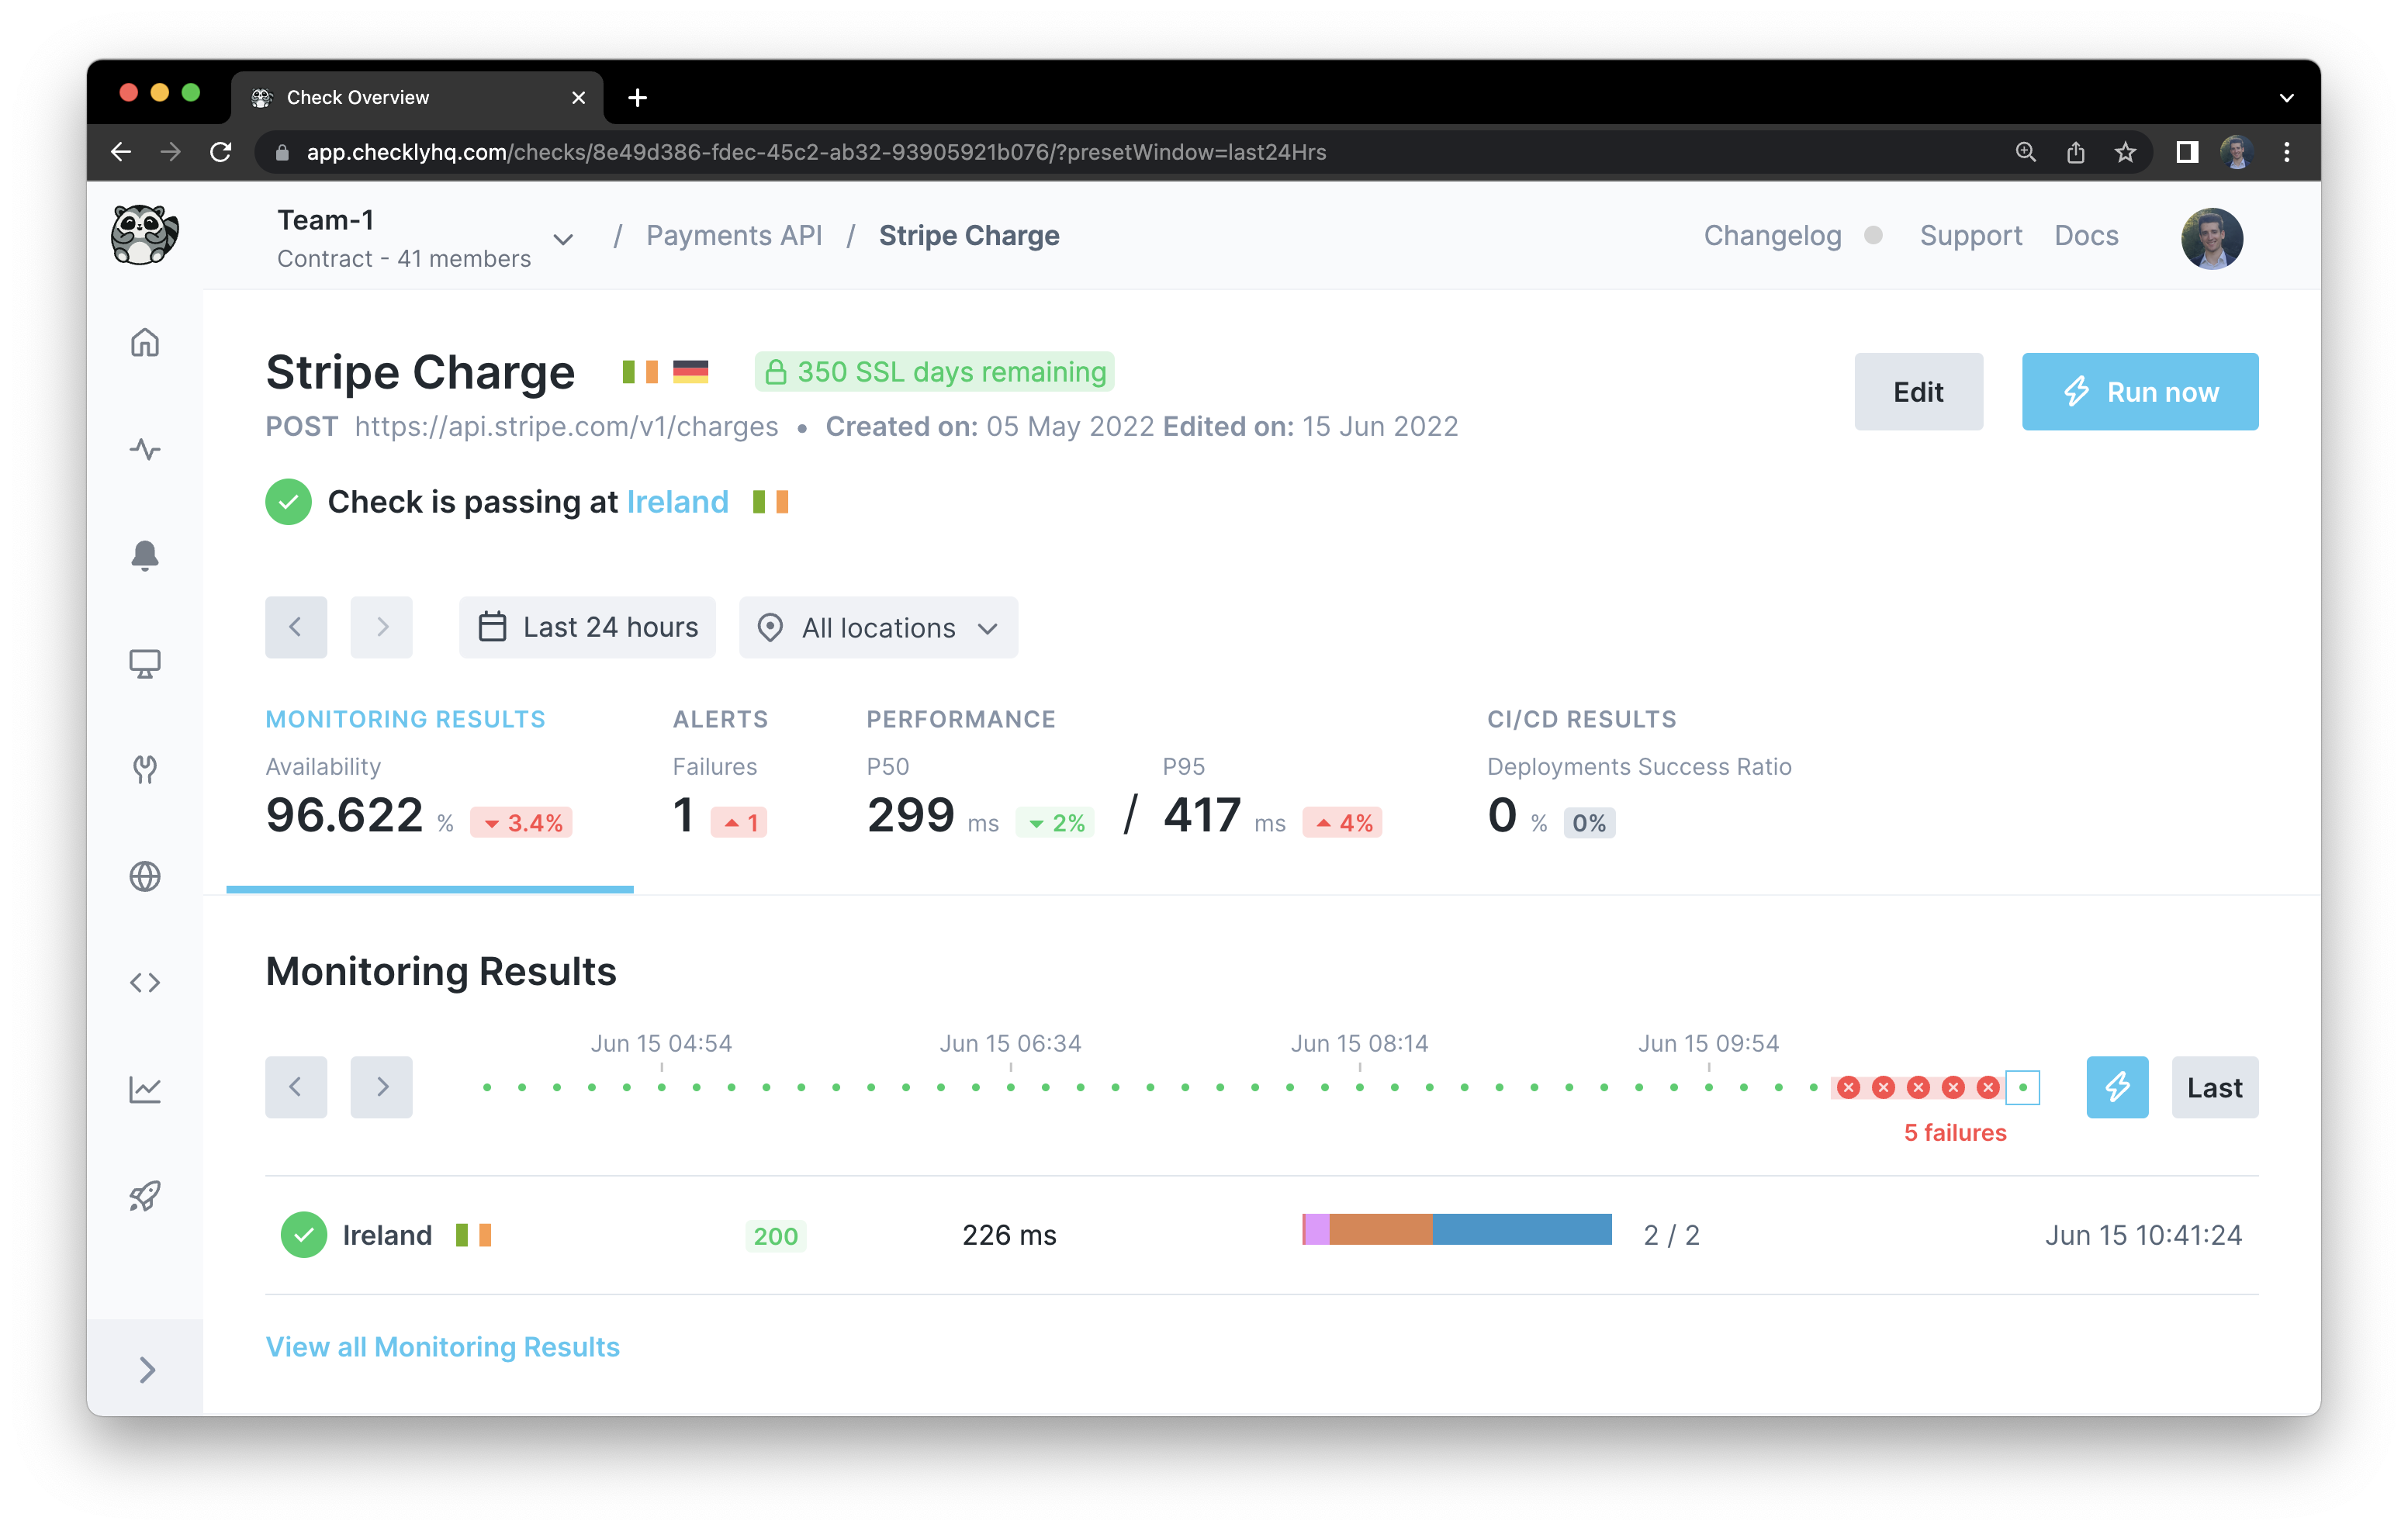 Check Overview
app.checklyhq.com/checks/8e49d386-fdec-45c2-ab32-93905921b076/?presetWindow=last24Hrs
Team-1
Contract - 41 members
/ Payments API / Stripe Charge
Changelog Support Docs
Stripe Charge 350 SSL days remaining
Edit Run now
POST https://api.stripe.com/v1/charges • Created on: 05 May 2022 Edited on: 15 Jun 2022
Check is passing at Ireland
Last 24 hours All locations
MONITORING RESULTS ALERTS PERFORMANCE CI/CD RESULTS
Availability Failures P50 P95 Deployments Success Ratio
96.622 % 3.4% 1 1 299 ms 2% / 417 ms 4% 0 % 0%
Monitoring Results
Jun 15 04:54 Jun 15 06:34 Jun 15 08:14 Jun 15 09:54
Last
5 failures
Ireland 200 226 ms 2 / 2 Jun 15 10:41:24
View all Monitoring Results